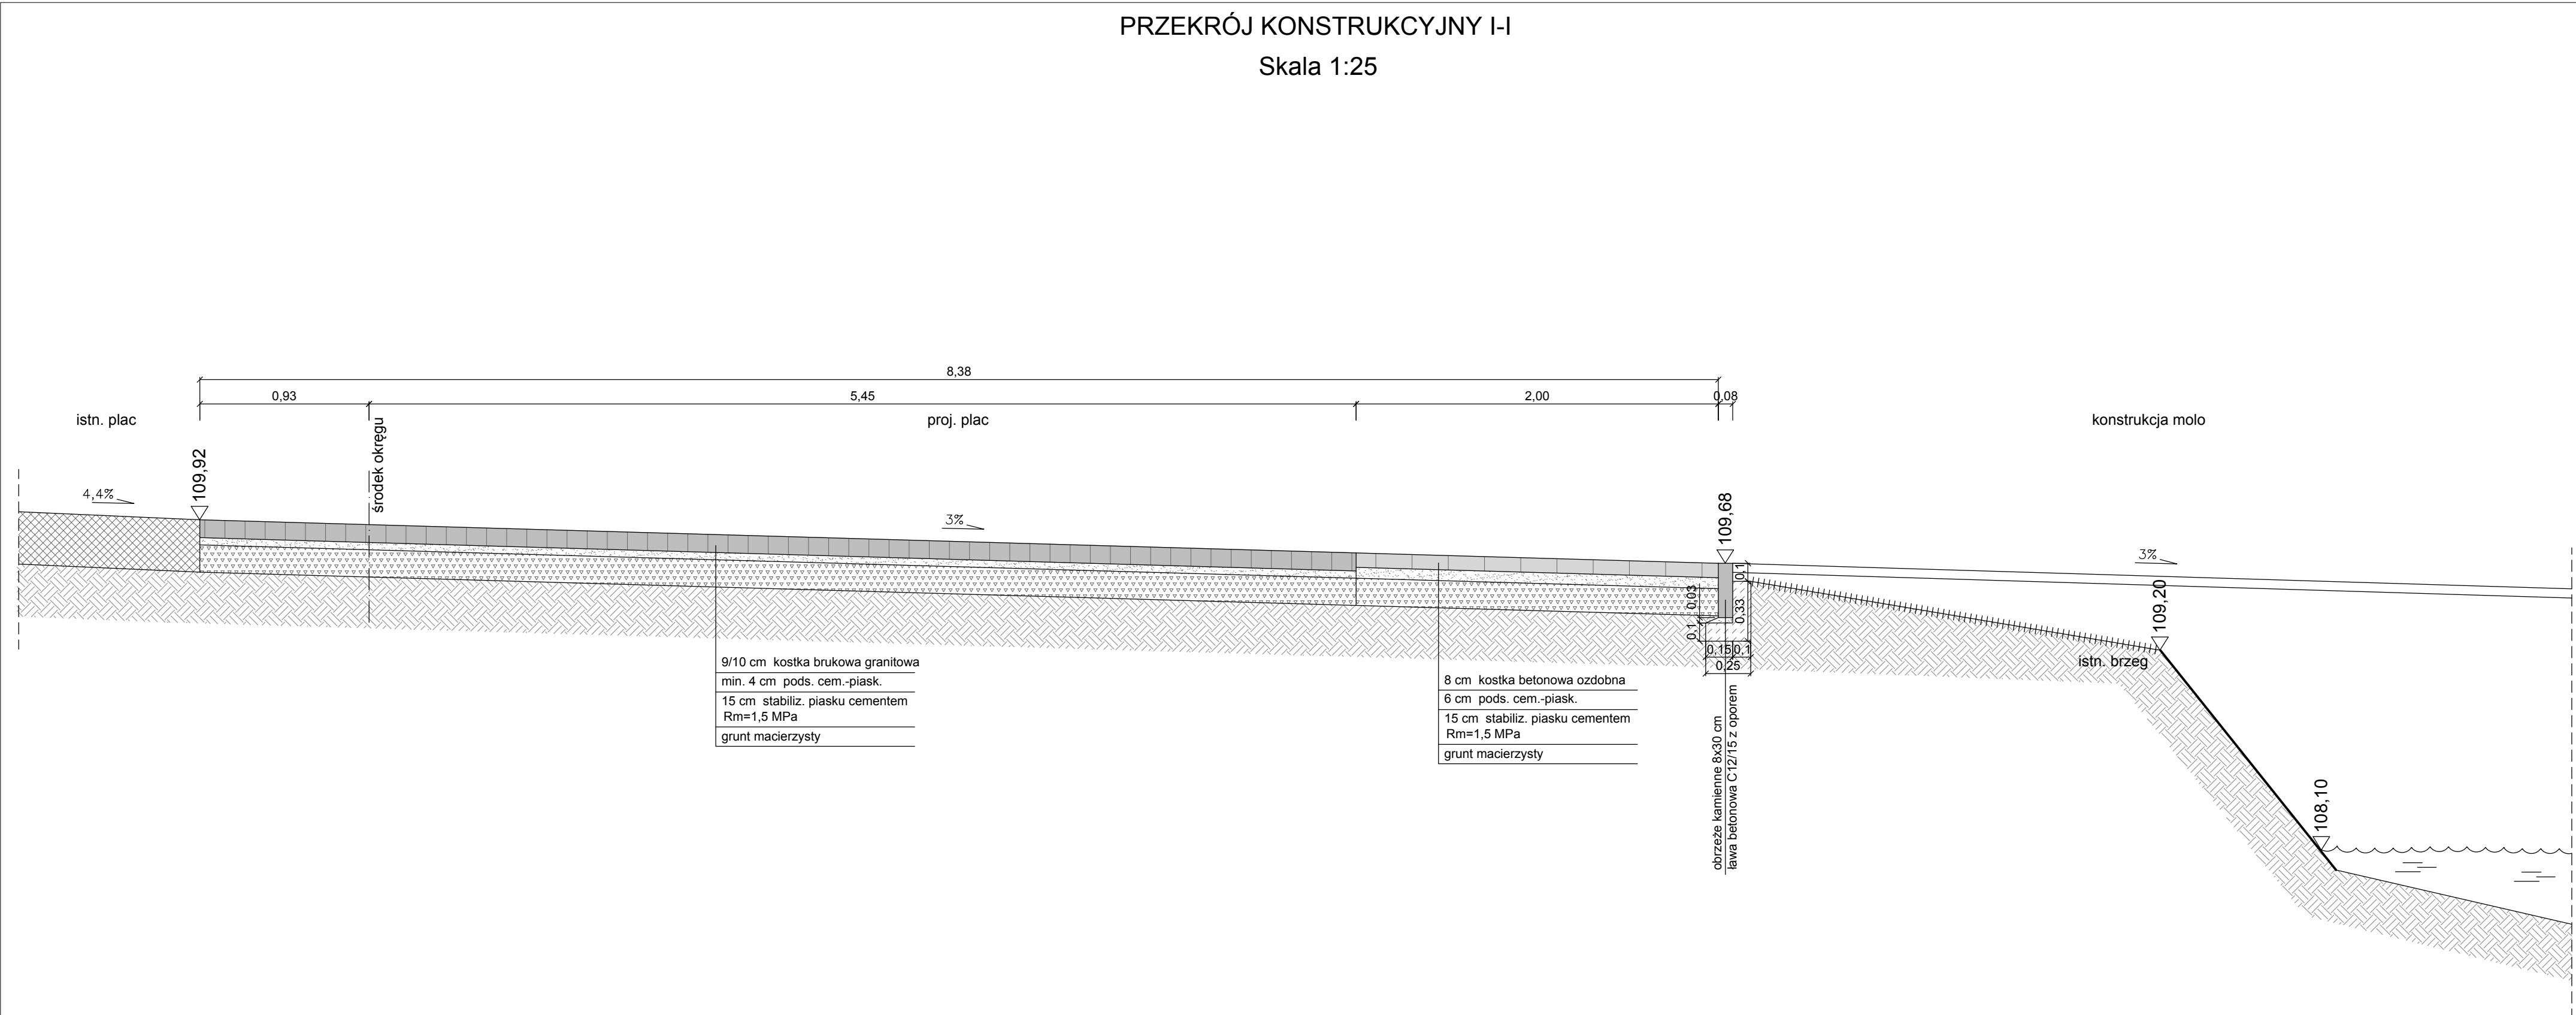 PRZEKRÓJ KONSTRUKCYJNY I-I
Skala 1:25
8,38
0,93
5,45
2,00
0,08
istn. plac
środek okręgu
proj. plac
konstrukcja molo
4,4%
109,92
3%
109,68
3%
109,20
0,1
0,03
0,33
0,1
0,15
0,1
0,25
istn. brzeg
9/10 cm kostka brukowa granitowa
min. 4 cm pods. cem.-piask.
15 cm stabiliz. piasku cementem
Rm=1,5 MPa
grunt macierzysty
8 cm kostka betonowa ozdobna
6 cm pods. cem.-piask.
15 cm stabiliz. piasku cementem
Rm=1,5 MPa
grunt macierzysty
obrzeże kamienne 8x30 cm
ława betonowa C12/15 z oporem
108,10